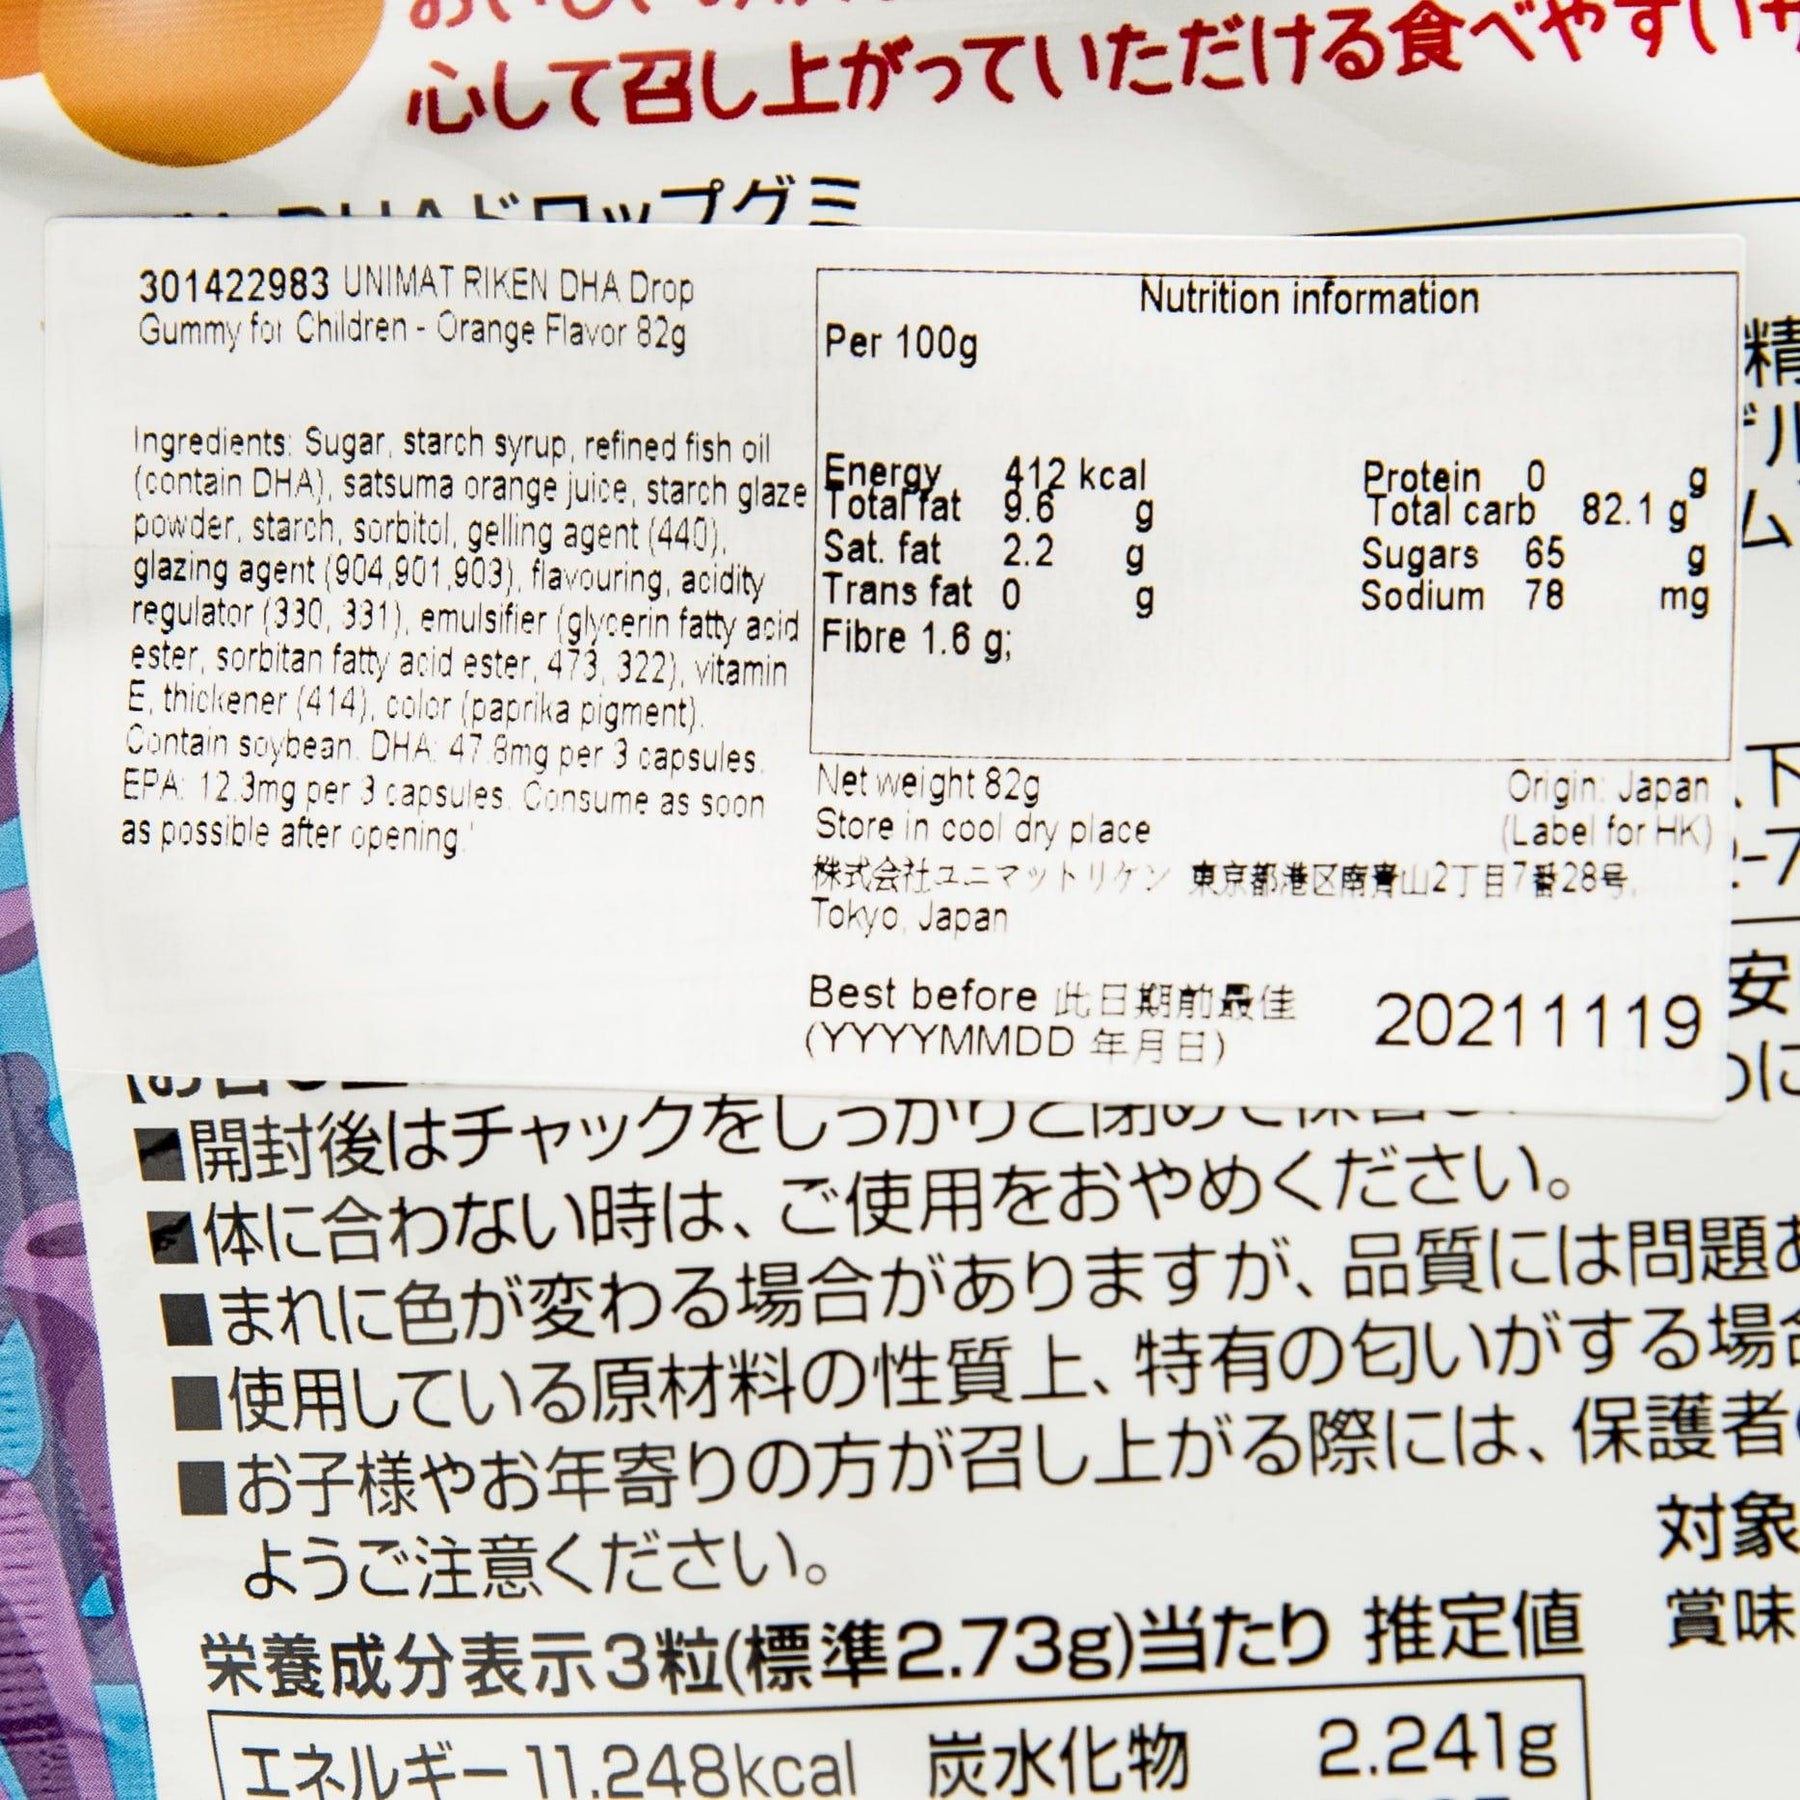 心して召し上がっていただける食べやすい
DHAドロップグミ
301422983 UNIMAT RIKEN DHA Drop
Gummy for Children - Orange Flavor 82g
Ingredients: Sugar, starch syrup, refined fish oil
(contain DHA), satsuma orange juice, starch glaze
powder, starch, sorbitol, gelling agent (440),
glazing agent (904,901,903), flavouring, acidity
regulator (330, 331), emulsifier (glycerin fatty acid
ester, sorbitan fatty acid ester, 473, 322), vitamin
E, thickener (414), color (paprika pigment).
Contain soybean. DHA: 47.8mg per 3 capsules.
EPA: 12.3mg per 3 capsules. Consume as soon
as possible after opening.'
Nutrition information
Per 100g
Energy 412 kcal Protein 0 g
Total fat 9.6 g Total carb 82.1 g
Sat. fat 2.2 g Sugars 65 g
Trans fat 0 g Sodium 78 mg
Fibre 1.6 g;
Net weight 82g Origin: Japan
Store in cool dry place (Label for HK)
株式会社ユニマットリケン 東京都港区南青山2丁目7番28号,
Tokyo, Japan
Best before 此日期前最佳
(YYYYMMDD 年月日) 20211119
精
ム
下
安
■開封後はチャックをしっかりと閉めて保管し
■体に合わない時は、ご使用をおやめください。
■まれに色が変わる場合がありますが、品質には問題あ
■使用している原材料の性質上、特有の匂いがする場合
■お子様やお年寄りの方が召し上がる際には、保護者
ようご注意ください。
対象
賞味
栄養成分表示3粒(標準2.73g)当たり 推定値
エネルギー 11.248kcal 炭水化物 2.241g